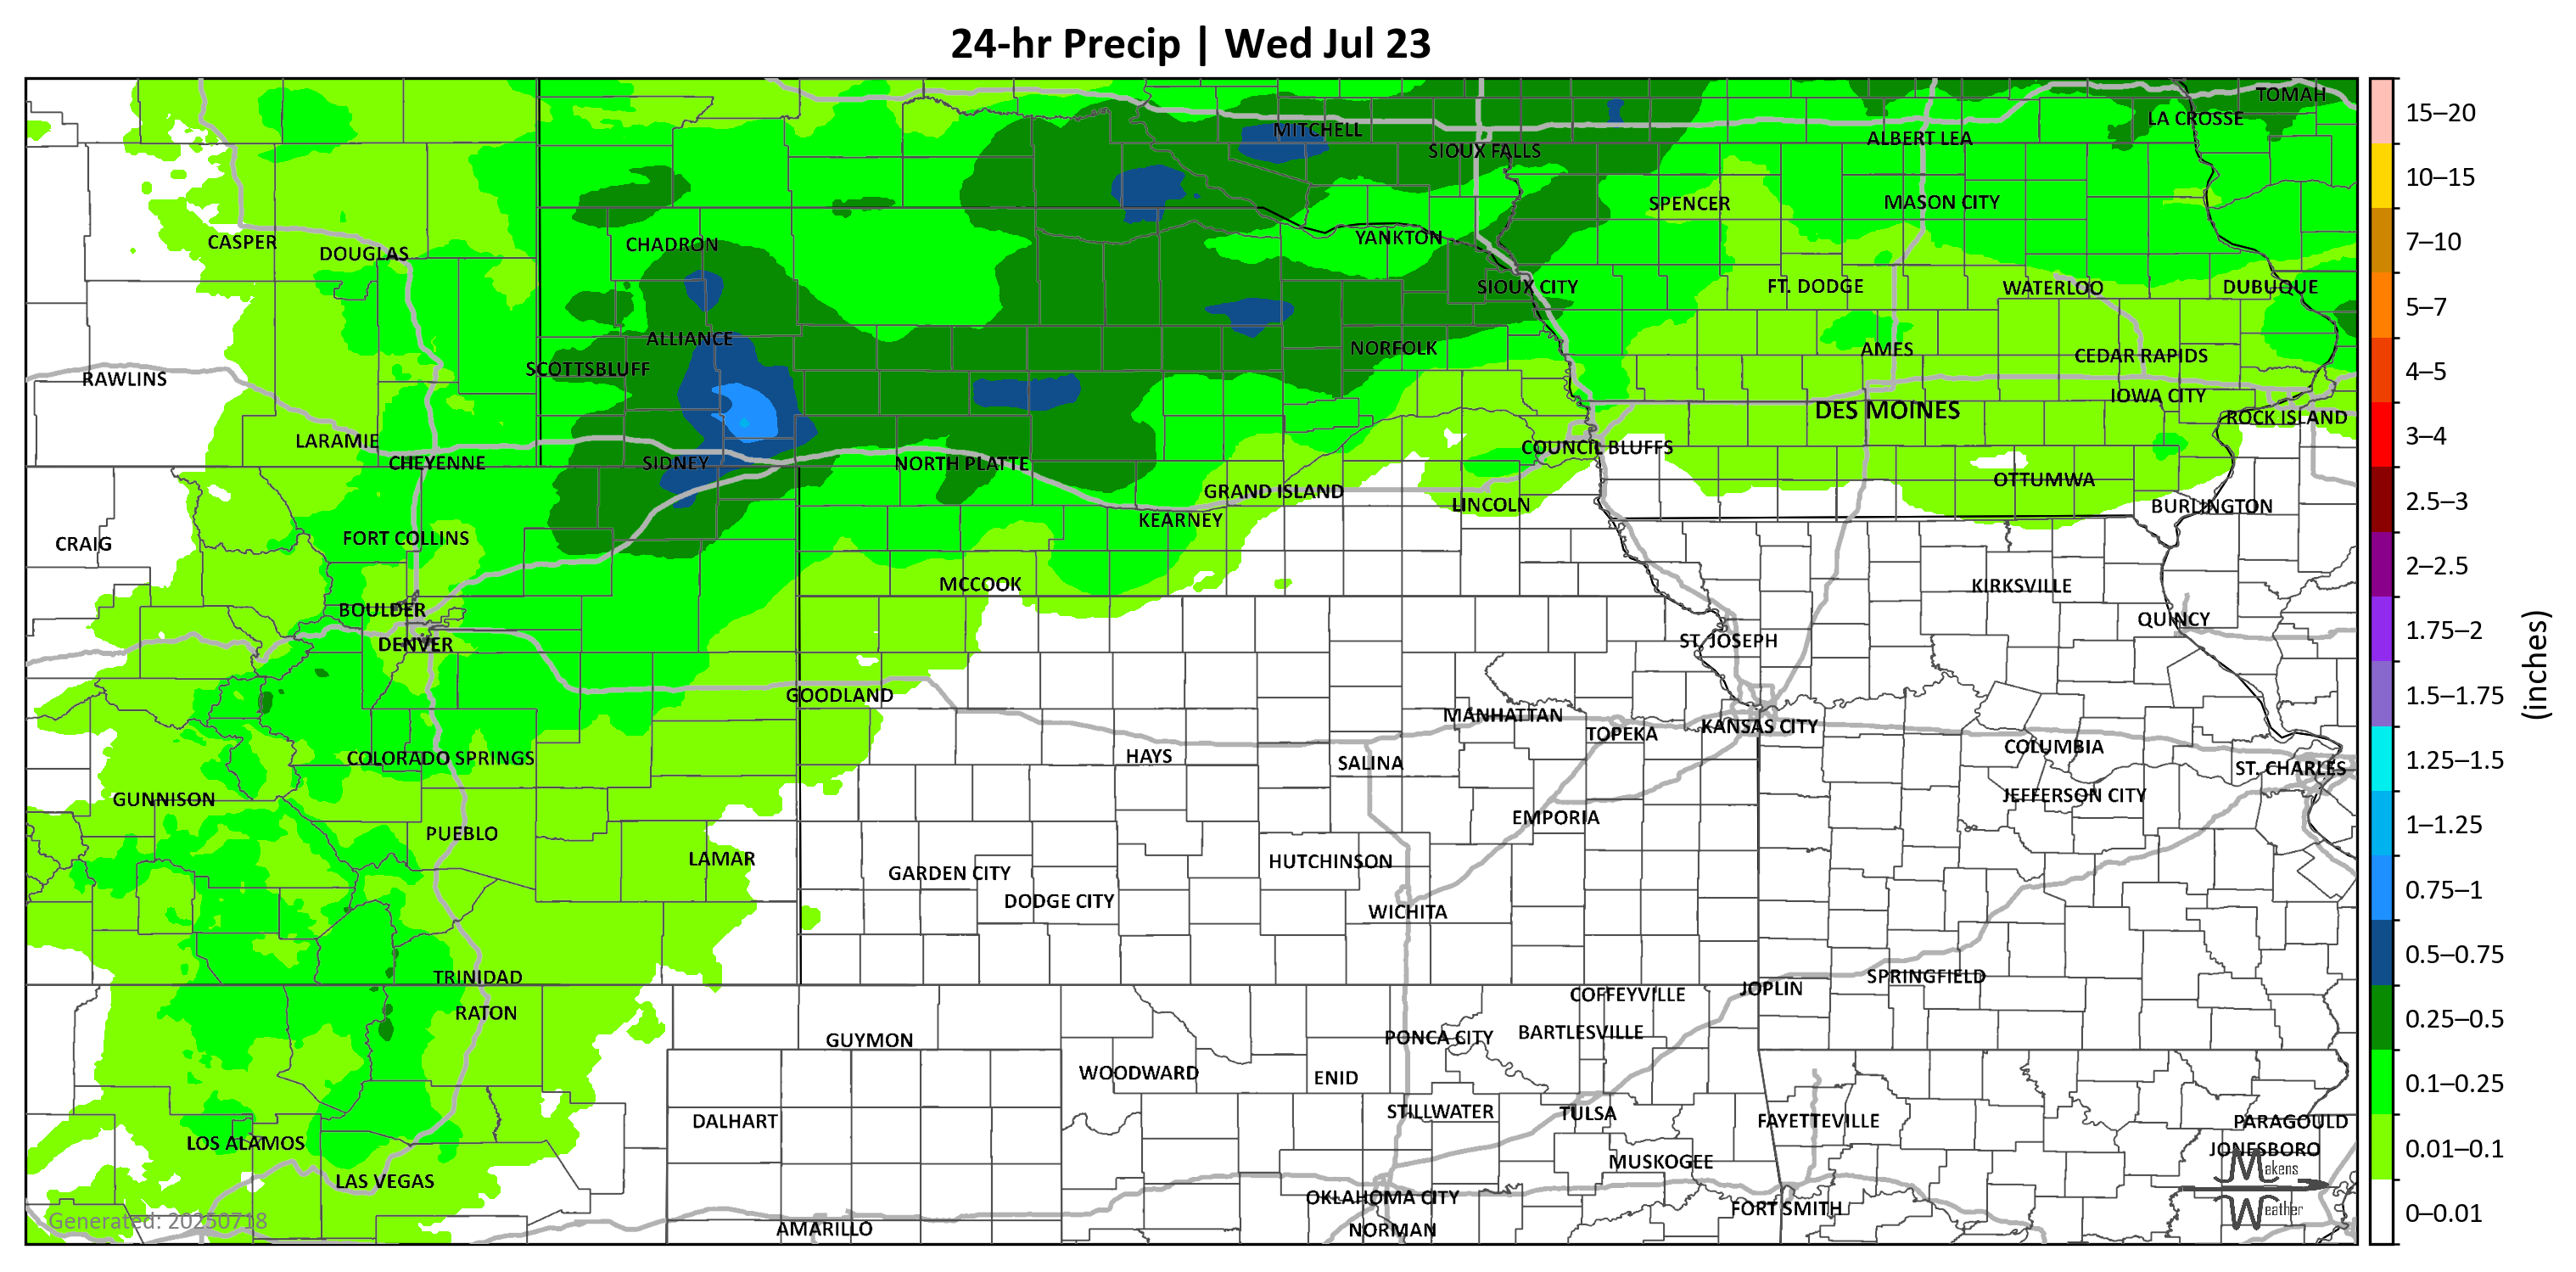 24-hr Precip | Wed Jul 23
TOMAH
LA CROSSE
MITCHELL
ALBERT LEA
SIOUX FALLS
SPENCER
MASON CITY
YANKTON
CASPER
CHADRON
DOUGLAS
SIOUX CITY
FT. DODGE
WATERLOO
DUBUQUE
ALLIANCE
NORFOLK
AMES
CEDAR RAPIDS
SCOTTSBLUFF
RAWLINS
IOWA CITY
DES MOINES
ROCK ISLAND
LARAMIE
COUNCIL BLUFFS
CHEYENNE
SIDNEY
NORTH PLATTE
OTTUMWA
GRAND ISLAND
LINCOLN
BURLINGTON
KEARNEY
FORT COLLINS
CRAIG
MCCOOK
KIRKSVILLE
BOULDER
QUINCY
DENVER
ST. JOSEPH
GOODLAND
MANHATTAN
KANSAS CITY
TOPEKA
COLUMBIA
COLORADO SPRINGS
HAYS
SALINA
ST. CHARLES
GUNNISON
JEFFERSON CITY
EMPORIA
PUEBLO
LAMAR
HUTCHINSON
GARDEN CITY
DODGE CITY
WICHITA
TRINIDAD
SPRINGFIELD
JOPLIN
COFFEYVILLE
RATON
BARTLESVILLE
PONCA CITY
GUYMON
WOODWARD
ENID
STILLWATER
TULSA
DALHART
FAYETTEVILLE
PARAGOULD
LOS ALAMOS
JONESBORO
MUSKOGEE
LAS VEGAS
OKLAHOMA CITY
FORT SMITH
AMARILLO
NORMAN
Generated: 20250718
Makens
Weather
15–20
10–15
7–10
5–7
4–5
3–4
2.5–3
2–2.5
1.75–2
1.5–1.75
1.25–1.5
1–1.25
0.75–1
0.5–0.75
0.25–0.5
0.1–0.25
0.01–0.1
0–0.01
(inches)